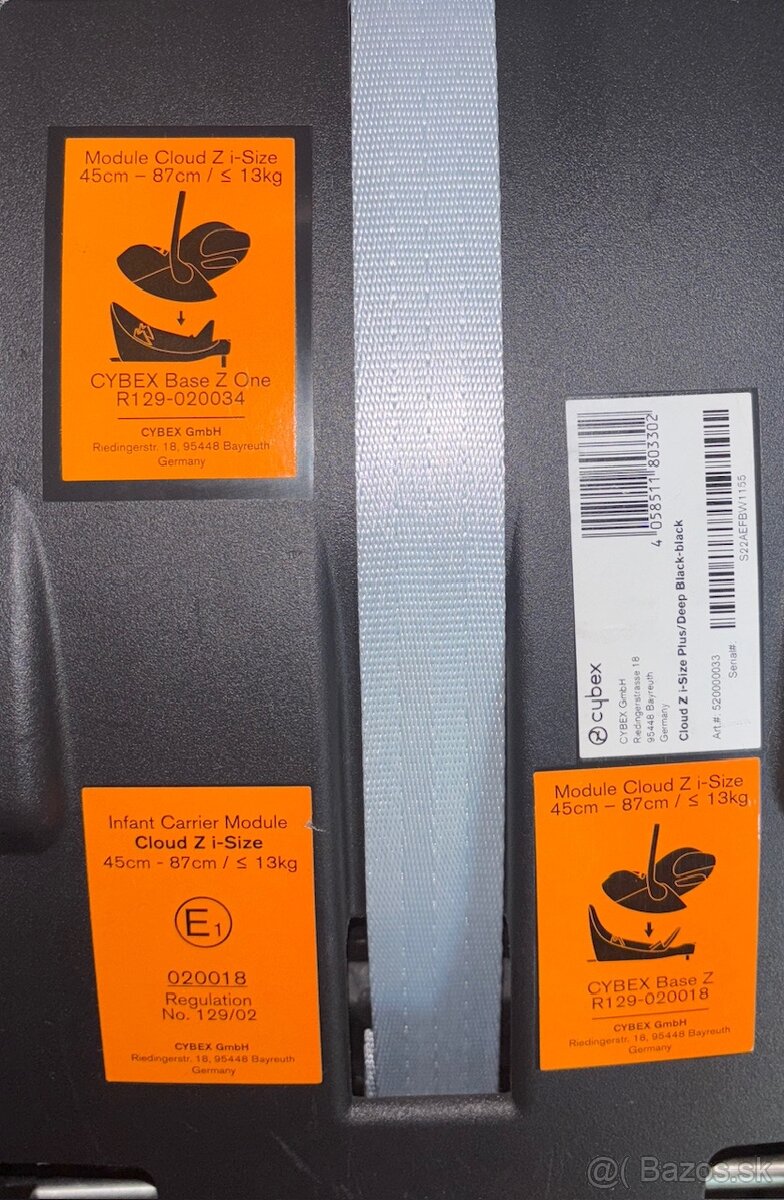 Module Cloud Z i-Size
45cm – 87cm / ≤ 13kg
CYBEX Base Z One
R129-020034
CYBEX GmbH
Riedingerstr. 18, 95448 Bayreuth
Germany
4 058511 803302
cybex
CYBEX GmbH
Riedingerstrasse 18
95448 Bayreuth
Germany
Cloud Z i-Size Plus/Deep Black-black
Art.#: 520000033
Serial#
S22AEFBW1155
Infant Carrier Module
Cloud Z i-Size
45cm - 87cm / ≤ 13kg
E1
020018
Regulation
No. 129/02
CYBEX GmbH
Riedingerstr. 18, 95448 Bayreuth
Germany
Module Cloud Z i-Size
45cm – 87cm / ≤ 13kg
CYBEX Base Z
R129-020018
CYBEX GmbH
Riedingerstr. 18, 95448 Bayreuth
Germany
@( Bazos.sk